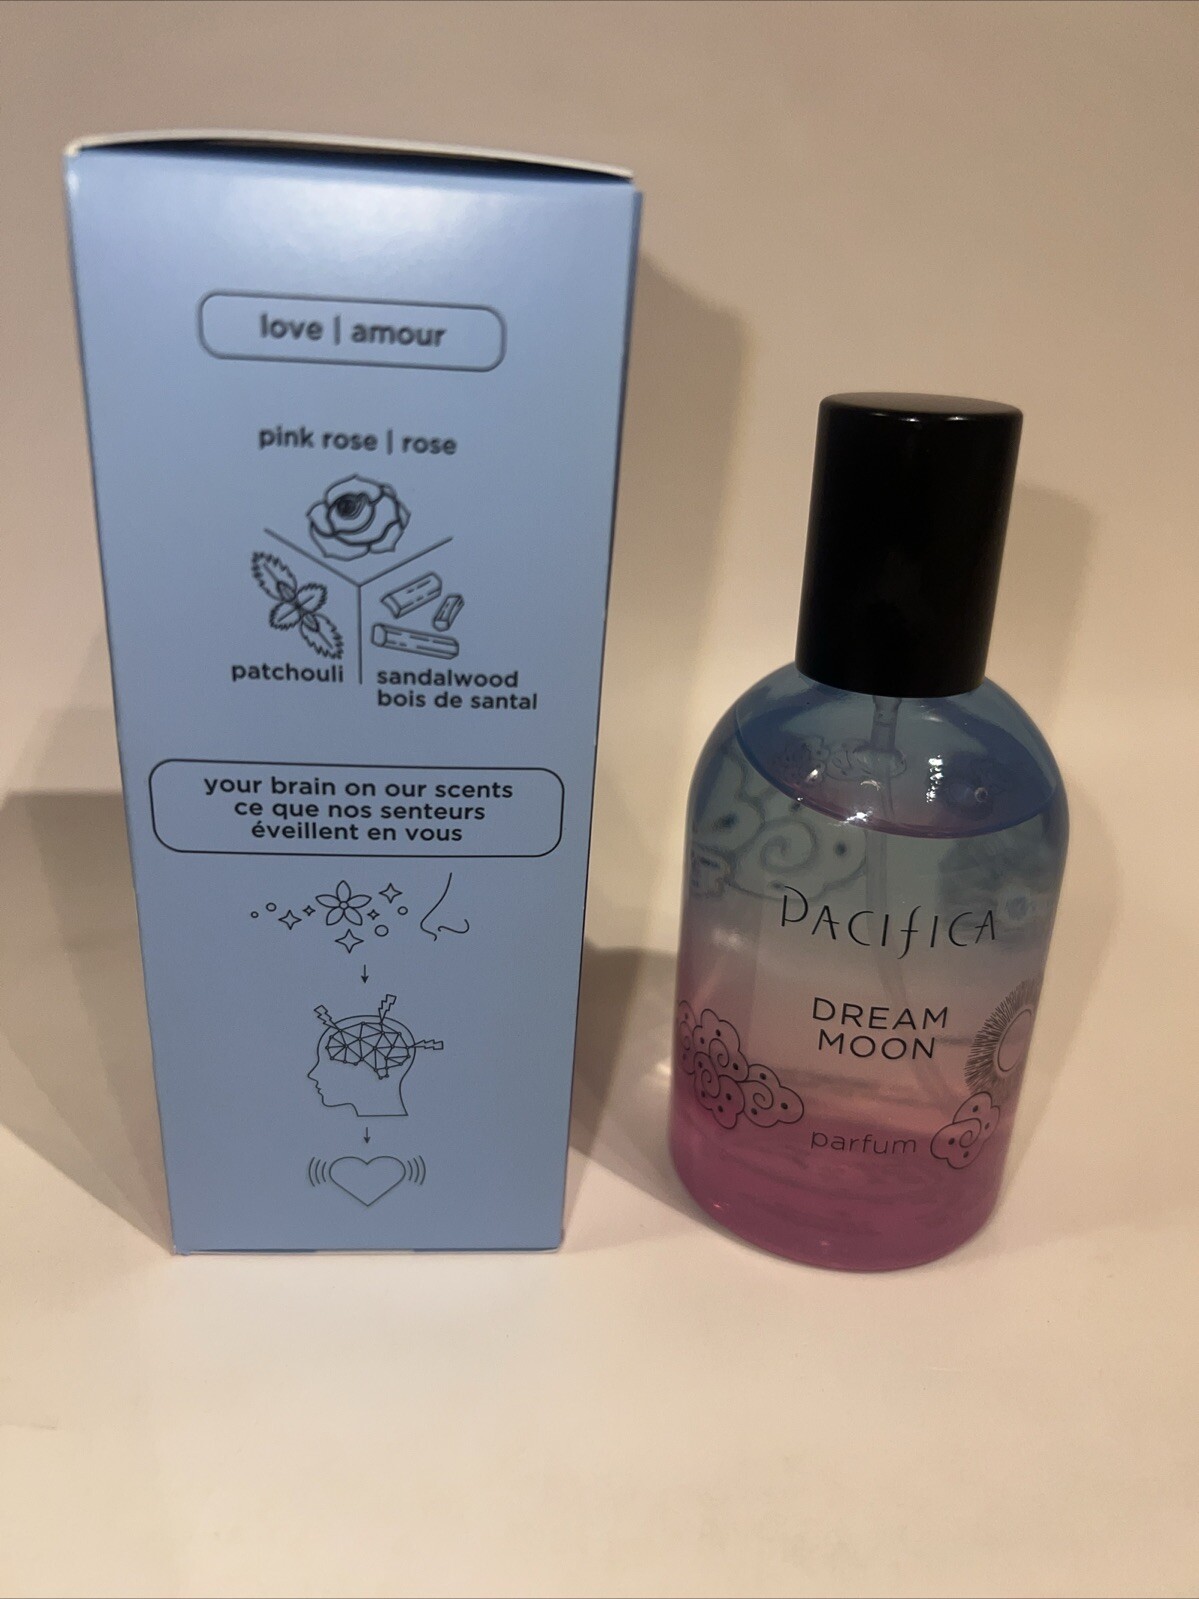 love | amour
pink rose | rose
patchouli
sandalwood
bois de santal
your brain on our scents
ce que nos senteurs
éveillent en vous
PACIFICA
DREAM
MOON
parfum